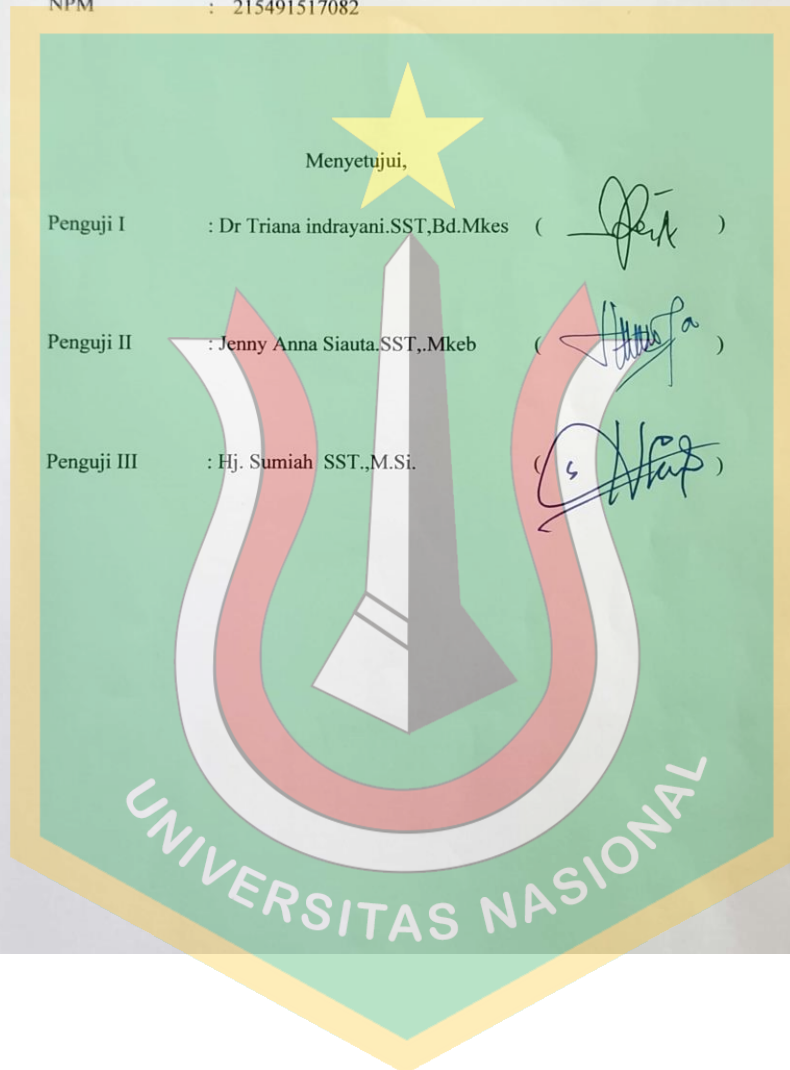 NPM : 215491517082
Menyetujui,
Penguji I : Dr Triana indrayani.SST,Bd.Mkes ( )
Penguji II : Jenny Anna Siauta.SST,.Mkeb ( )
Penguji III : Hj. Sumiah SST.,M.Si. ( )
UNIVERSITAS NASIONAL